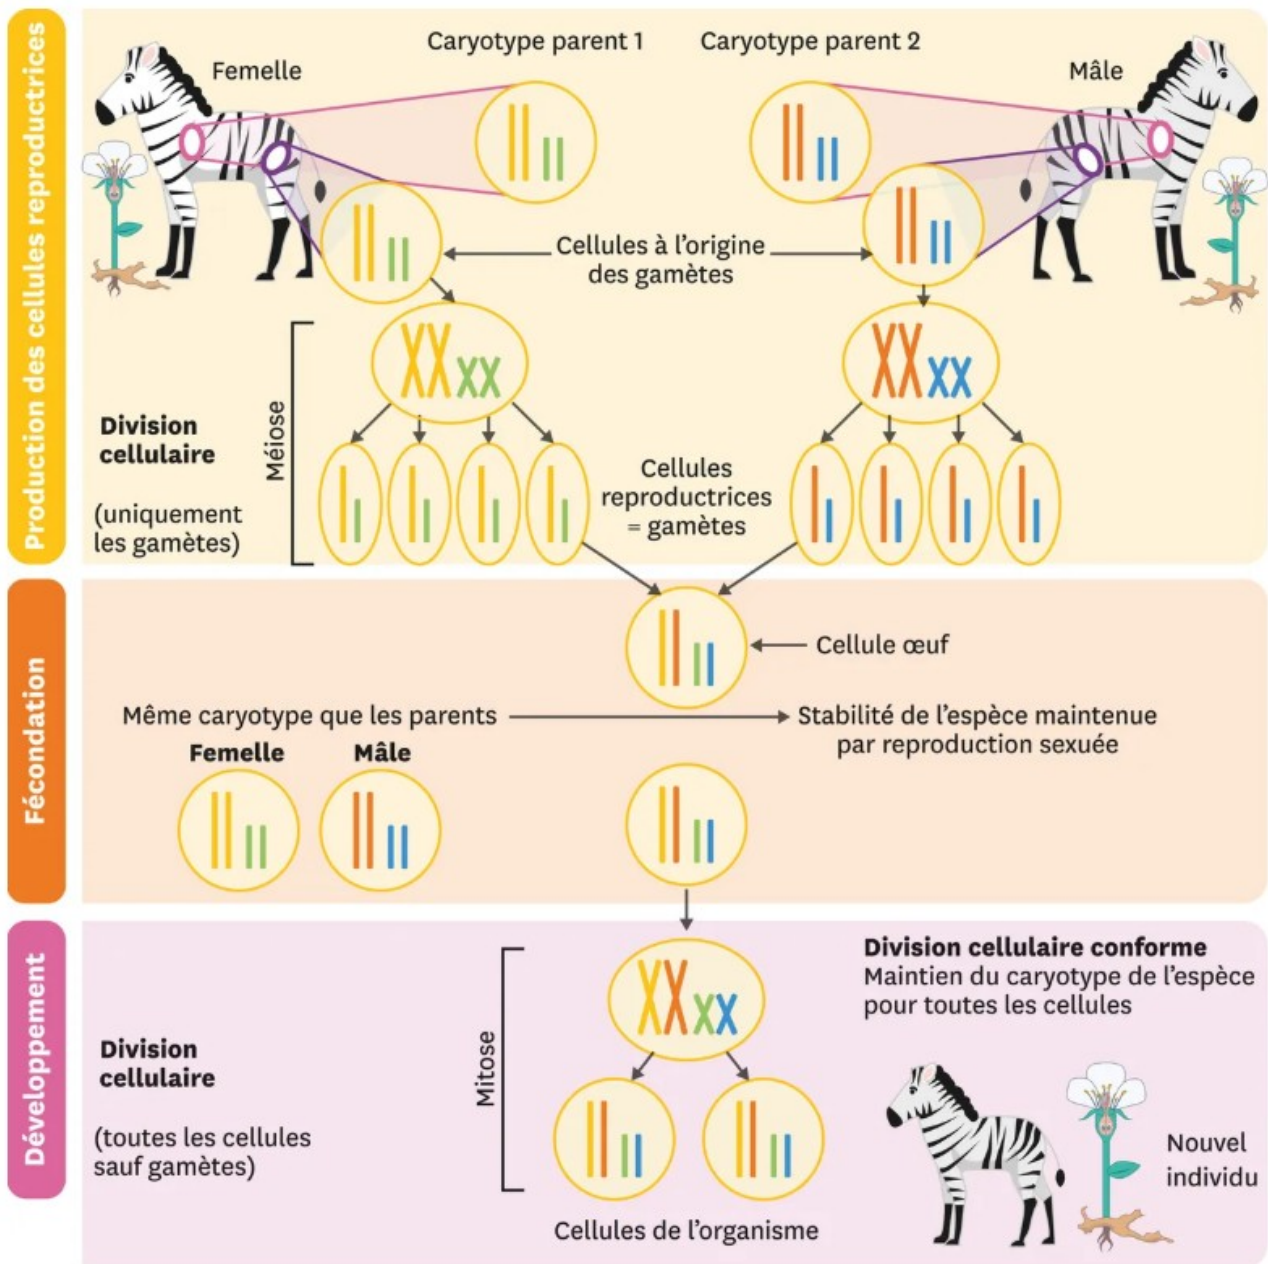 Production des cellules reproductrices
Caryotype parent 1
Caryotype parent 2
Femelle
Mâle
Cellules à l'origine
des gamètes
Division
cellulaire
(uniquement
les gamètes)
Méiose
Cellules
reproductrices
= gamètes
Fécondation
Cellule œuf
Même caryotype que les parents
Stabilité de l'espèce maintenue
par reproduction sexuée
Femelle
Mâle
Développement
Division
cellulaire
(toutes les cellules
sauf gamètes)
Mitose
Division cellulaire conforme
Maintien du caryotype de l'espèce
pour toutes les cellules
Nouvel
individu
Cellules de l'organisme